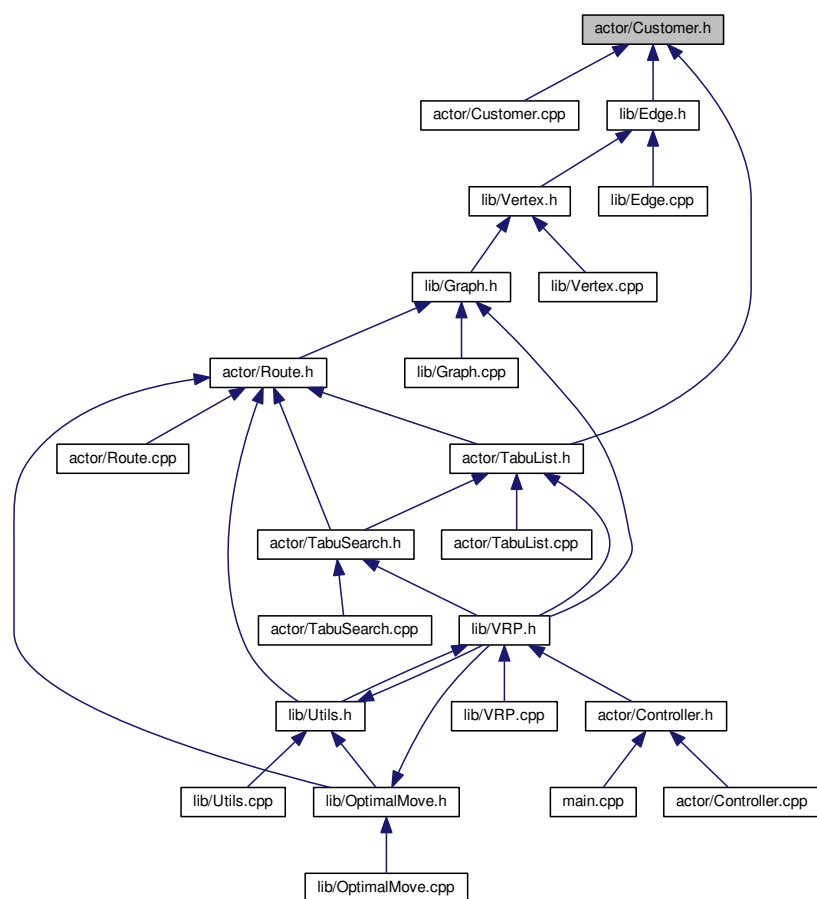 actor/Customer.h
actor/Customer.cpp
lib/Edge.h
lib/Vertex.h
lib/Edge.cpp
lib/Graph.h
lib/Vertex.cpp
actor/Route.h
lib/Graph.cpp
actor/Route.cpp
actor/TabuList.h
actor/TabuSearch.h
actor/TabuList.cpp
actor/TabuSearch.cpp
lib/VRP.h
lib/Utils.h
lib/VRP.cpp
actor/Controller.h
lib/Utils.cpp
lib/OptimalMove.h
main.cpp
actor/Controller.cpp
lib/OptimalMove.cpp